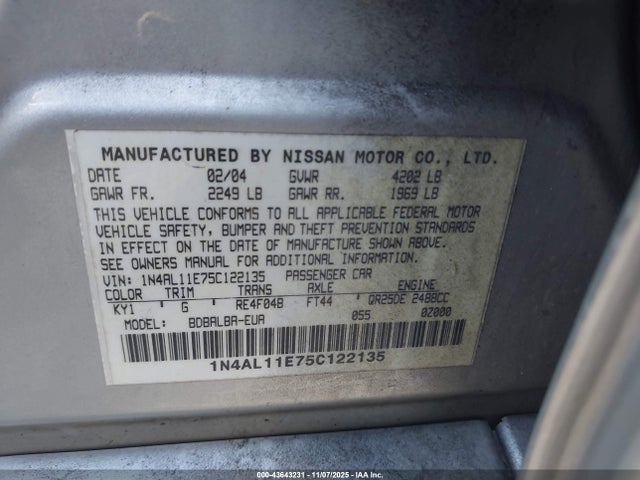 MANUFACTURED BY NISSAN MOTOR CO., LTD.
DATE 02/04 GVWR 4202 LB
GAWR FR. 2249 LB GAWR RR. 1969 LB
THIS VEHICLE CONFORMS TO ALL APPLICABLE FEDERAL MOTOR
VEHICLE SAFETY, BUMPER AND THEFT PREVENTION STANDARDS
IN EFFECT ON THE DATE OF MANUFACTURE SHOWN ABOVE.
SEE OWNERS MANUAL FOR ADDITIONAL INFORMATION
VIN: 1N4AL11E75C122135 PASSENGER CAR
COLOR TRIM TRANS AXLE ENGINE
KY1 G RE4F04B FT44 QR25DE 2488CC
MODEL: BDBALBA-EUA 055 0Z000
1N4AL11E75C122135
000-43643231 - 11/07/2025 - IAA Inc.